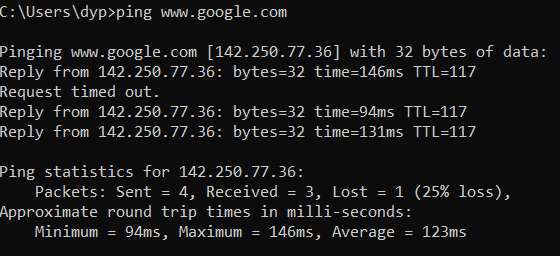 C:\Users\dyp>ping www.google.com
Pinging www.google.com [142.250.77.36] with 32 bytes of data:
Reply from 142.250.77.36: bytes=32 time=146ms TTL=117
Request timed out.
Reply from 142.250.77.36: bytes=32 time=94ms TTL=117
Reply from 142.250.77.36: bytes=32 time=131ms TTL=117
Ping statistics for 142.250.77.36:
    Packets: Sent = 4, Received = 3, Lost = 1 (25% loss),
Approximate round trip times in milli-seconds:
    Minimum = 94ms, Maximum = 146ms, Average = 123ms